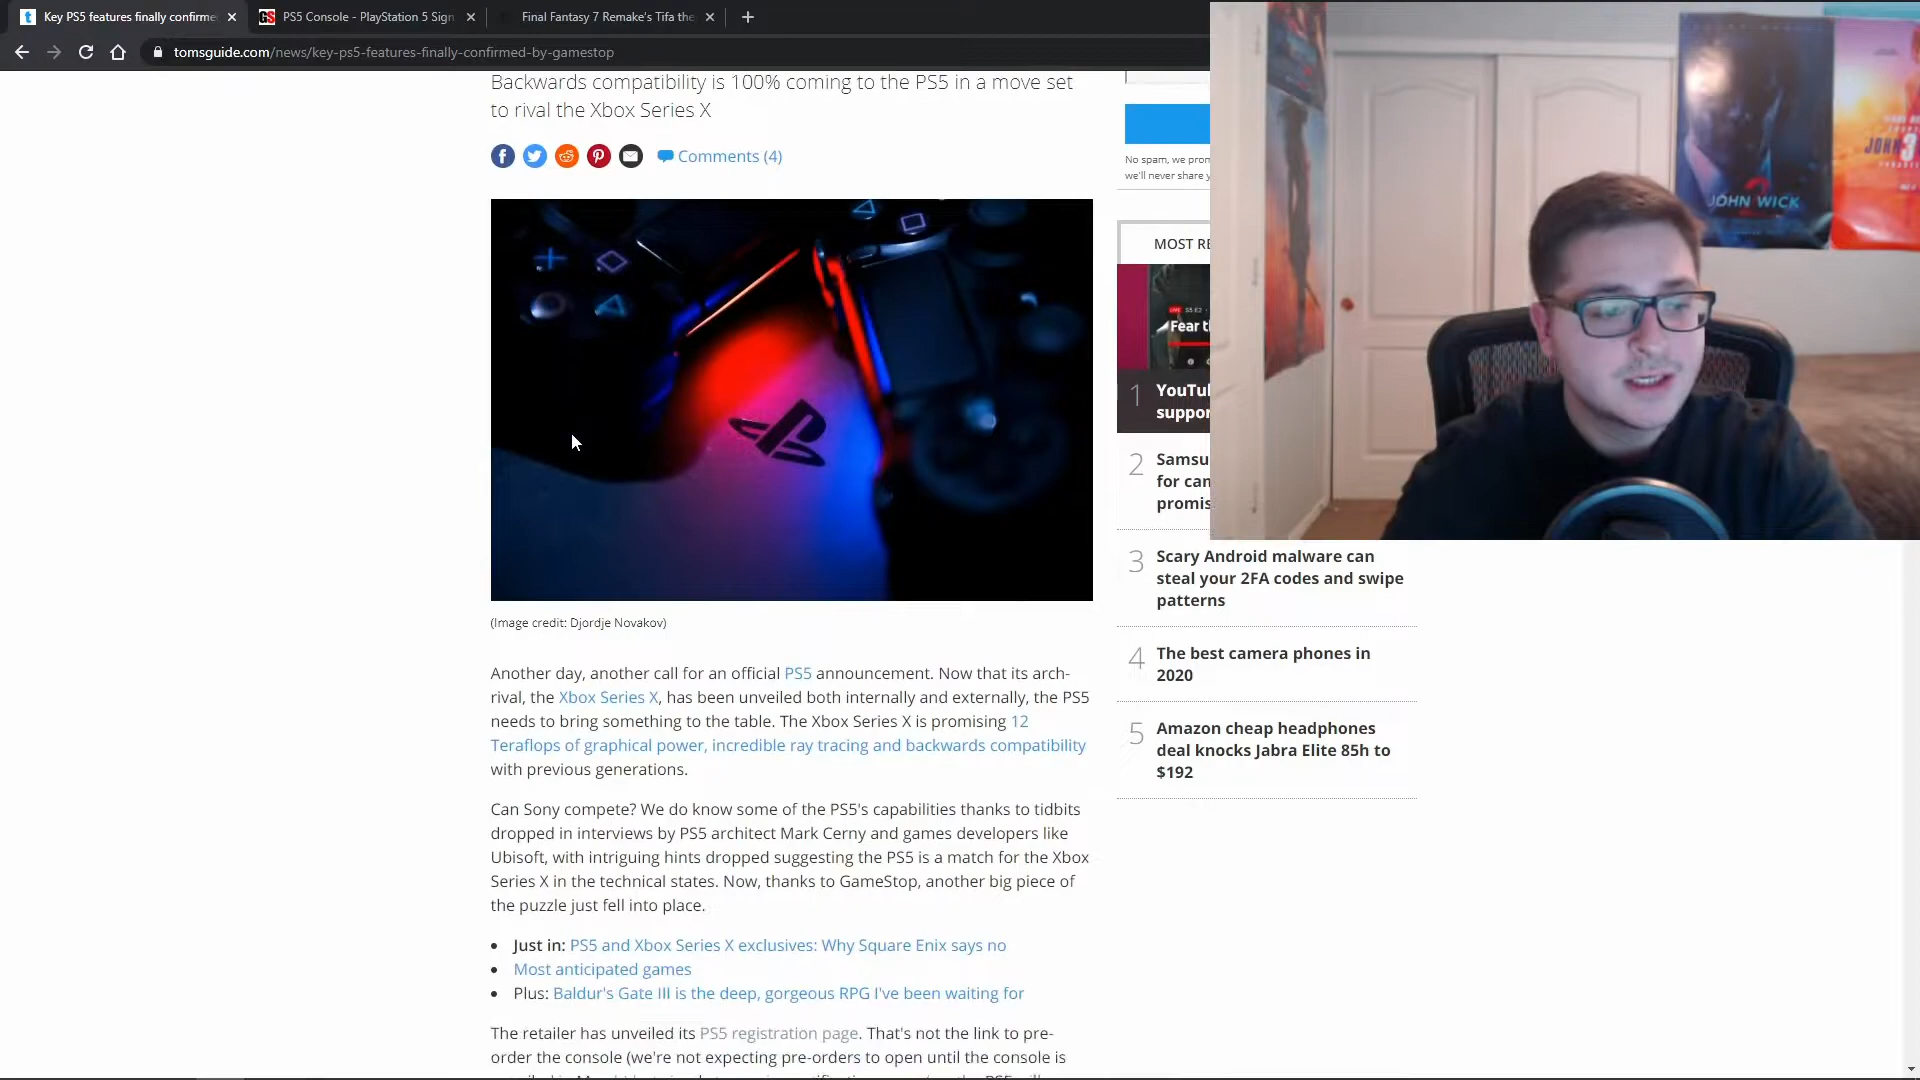 Key PS5 features finally confirme
PS5 Console - PlayStation 5 Sign
Final Fantasy 7 Remake's Tifa the
tomsguide.com/news/key-ps5-features-finally-confirmed-by-gamestop
Backwards compatibility is 100% coming to the PS5 in a move set
to rival the Xbox Series X
Comments (4)
No spam, we prom
we'll never share y
MOST RE
LIVE S5 E2
Fear t
1 YouTu
suppor
2 Samsu
for can
promis
3 Scary Android malware can
steal your 2FA codes and swipe
patterns
4 The best camera phones in
2020
5 Amazon cheap headphones
deal knocks Jabra Elite 85h to
$192
JOHN WICK
2
JOHN
3
(Image credit: Djordje Novakov)
Another day, another call for an official PS5 announcement. Now that its arch-
rival, the Xbox Series X, has been unveiled both internally and externally, the PS5
needs to bring something to the table. The Xbox Series X is promising 12
Teraflops of graphical power, incredible ray tracing and backwards compatibility
with previous generations.
Can Sony compete? We do know some of the PS5's capabilities thanks to tidbits
dropped in interviews by PS5 architect Mark Cerny and games developers like
Ubisoft, with intriguing hints dropped suggesting the PS5 is a match for the Xbox
Series X in the technical states. Now, thanks to GameStop, another big piece of
the puzzle just fell into place.
• Just in: PS5 and Xbox Series X exclusives: Why Square Enix says no
• Most anticipated games
• Plus: Baldur's Gate III is the deep, gorgeous RPG I've been waiting for
The retailer has unveiled its PS5 registration page. That's not the link to pre-
order the console (we're not expecting pre-orders to open until the console is